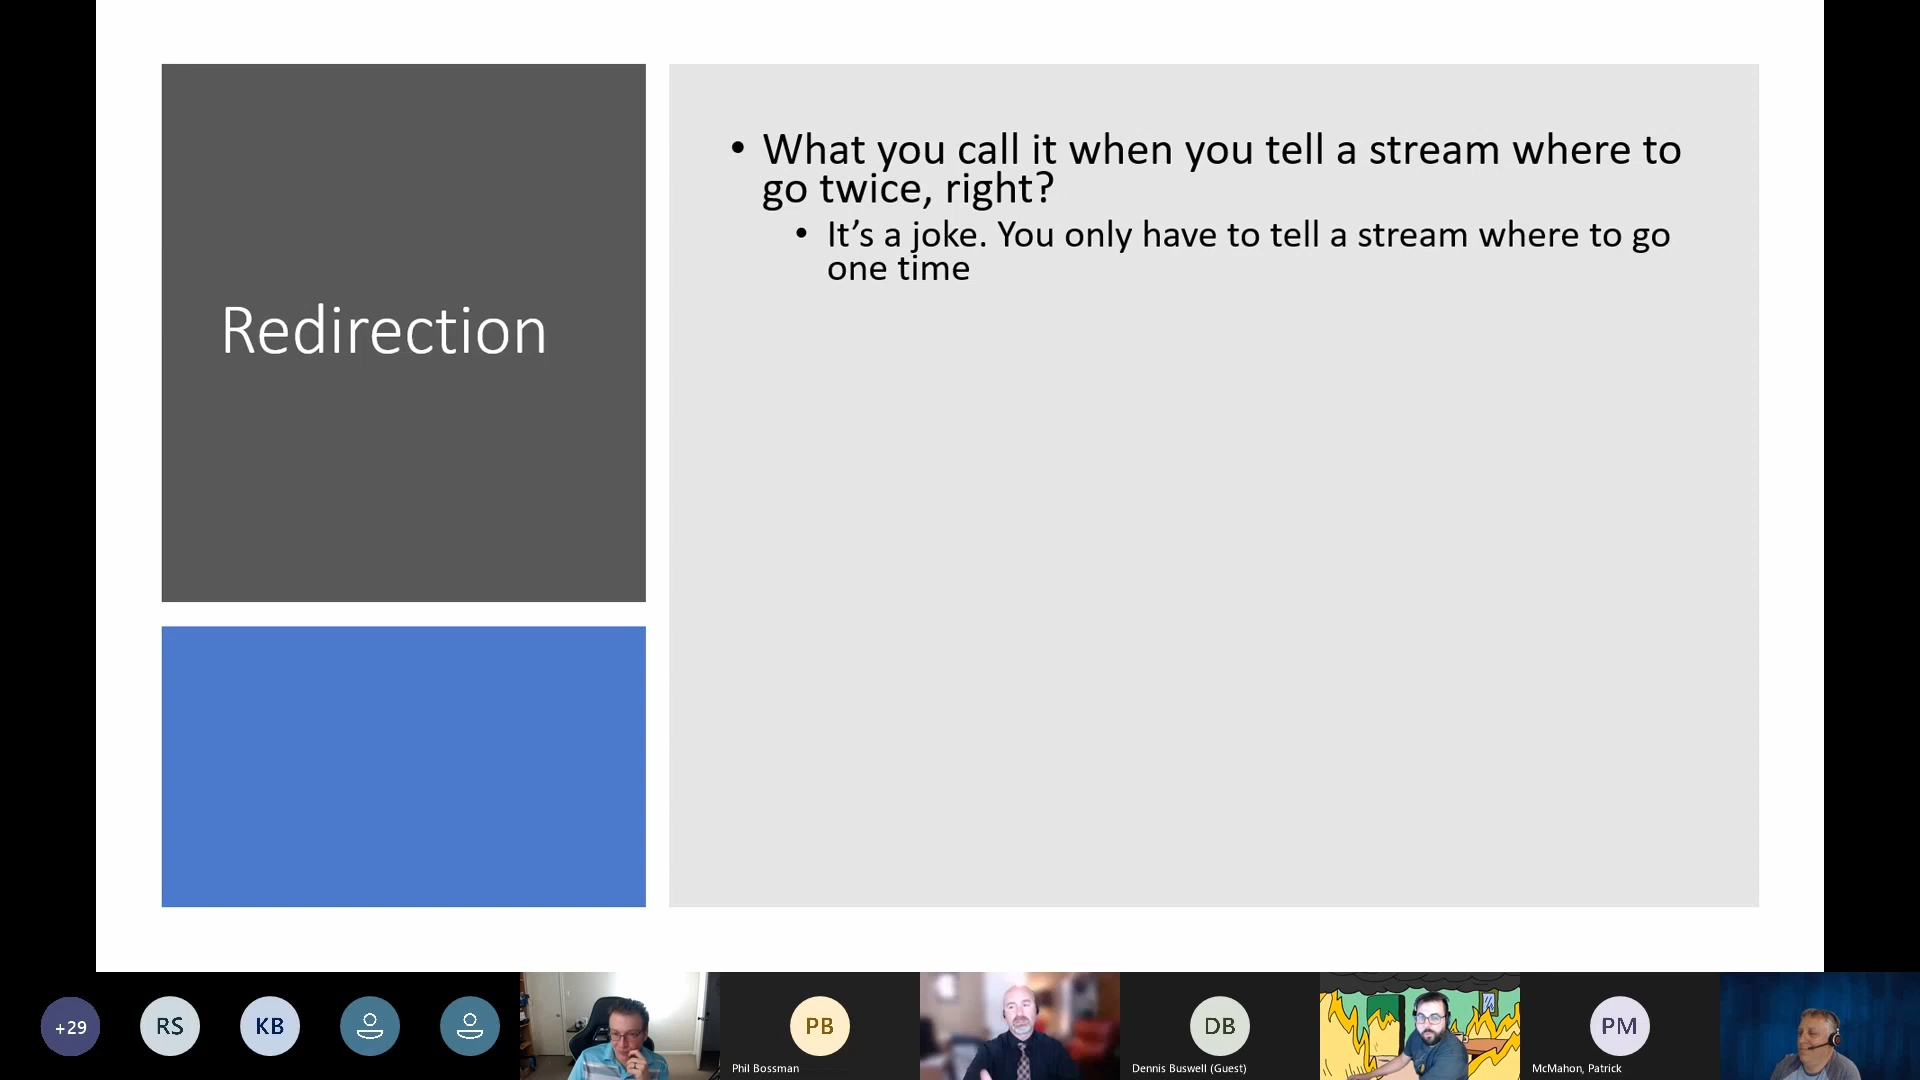 Redirection
• What you call it when you tell a stream where to
go twice, right?
• It’s a joke. You only have to tell a stream where to go
one time
+29
RS
KB
PB
Phil Bossman
DB
Dennis Buswell (Guest)
PM
McMahon, Patrick